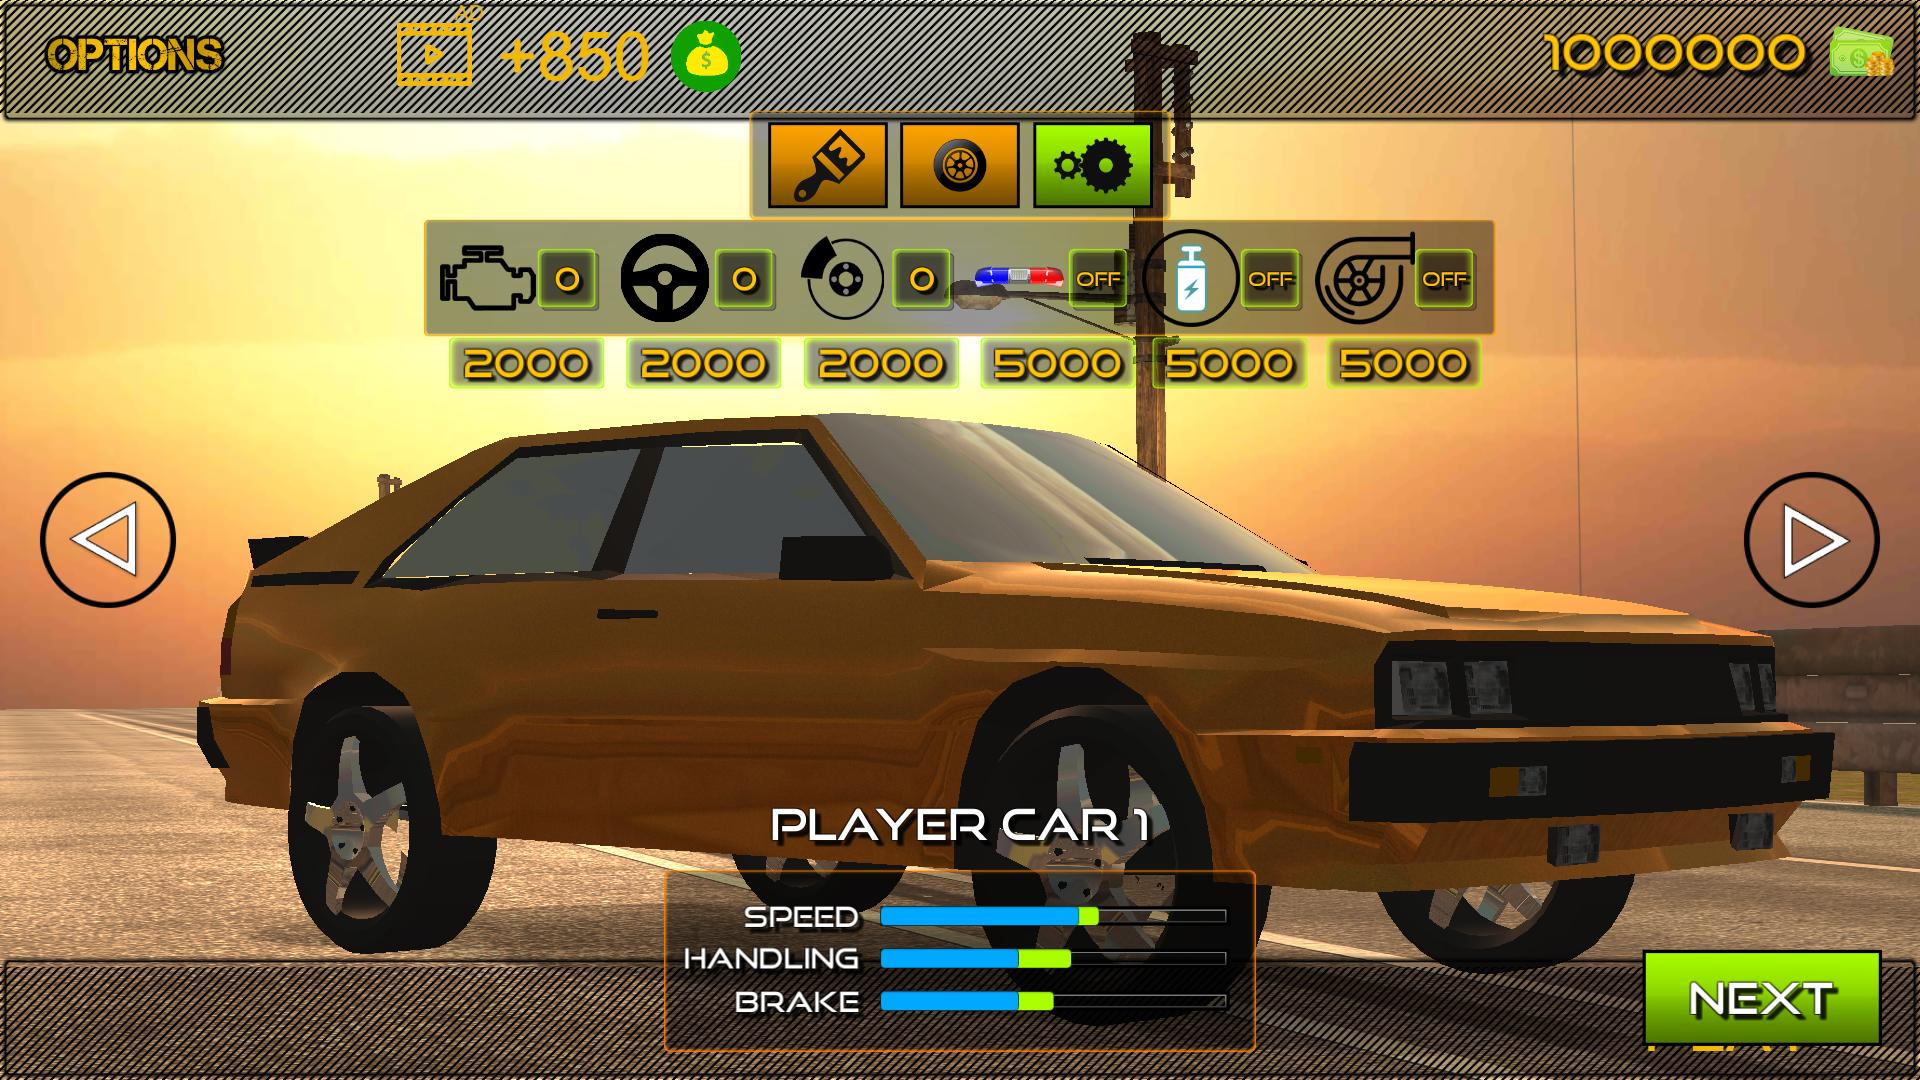 OPTIONS
AD
+850
1000000
0
0
0
OFF
OFF
OFF
2000
2000
2000
5000
5000
5000
PLAYER CAR 1
SPEED
HANDLING
BRAKE
NEXT